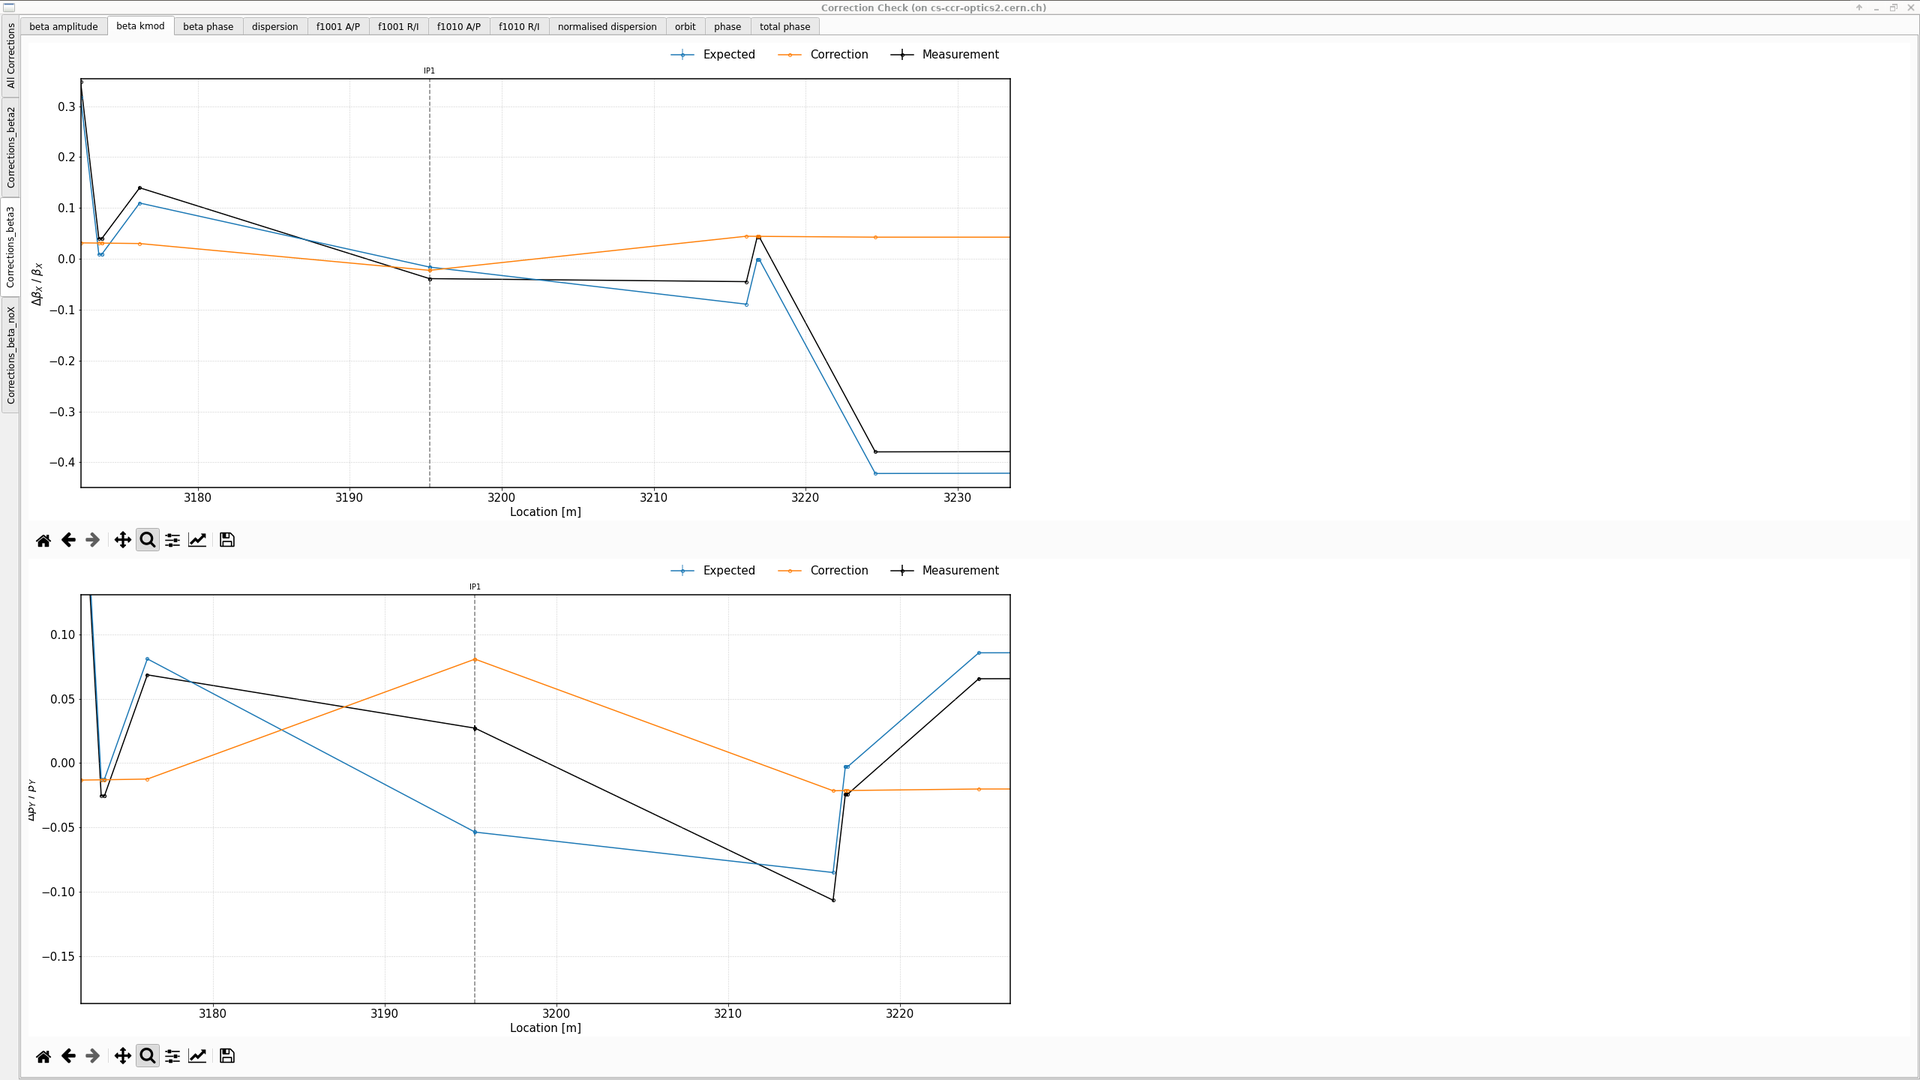 Correction Check (on cs-ccr-optics2.cern.ch)
beta amplitude beta kmod beta phase dispersion f1001 A/P f1001 R/I f1010 A/P f1010 R/I normalised dispersion orbit phase total phase
All Corrections
Corrections_beta2
Corrections_beta3
Corrections_beta_noX
Expected Correction Measurement
IP1
0.3
0.2
0.1
0.0
−0.1
−0.2
−0.3
−0.4
Δβ_X / β_X
3180 3190 3200 3210 3220 3230
Location [m]
Expected Correction Measurement
IP1
0.10
0.05
0.00
−0.05
−0.10
−0.15
3180 3190 3200 3210 3220
Location [m]